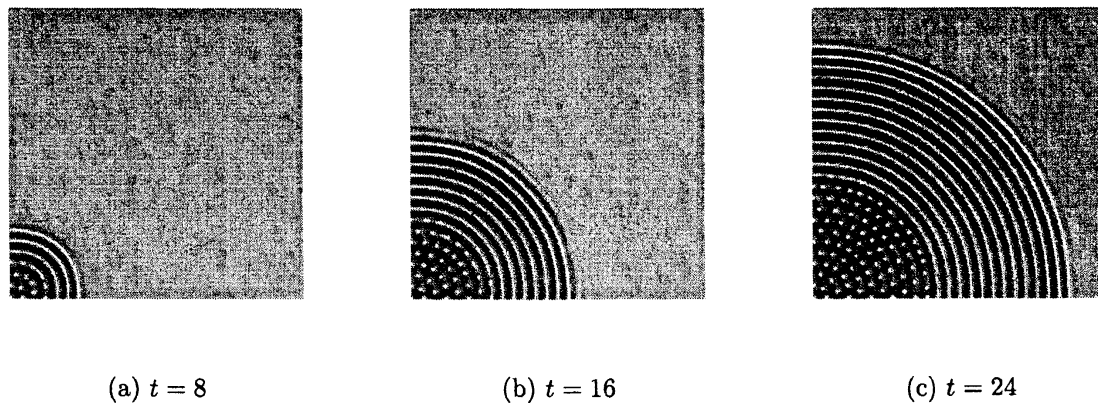 (a) t = 8
(b) t = 16
(c) t = 24